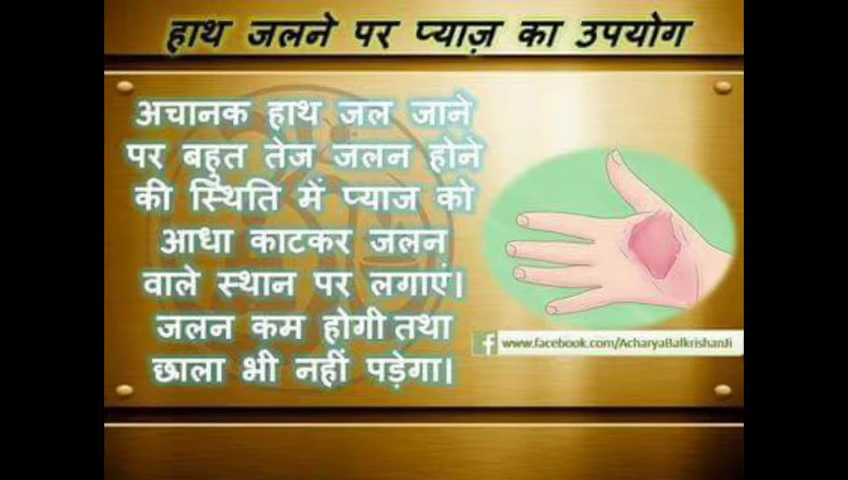 हाथ जलने पर प्याज़ का उपयोग
अचानक हाथ जल जाने
पर बहुत तेज जलन होने
की स्थिति में प्याज को
आधा काटकर जलन
वाले स्थान पर लगाएं।
जलन कम होगी तथा
छाला भी नहीं पड़ेगा।
f www.facebook.com/AcharyaBalkrishanJi